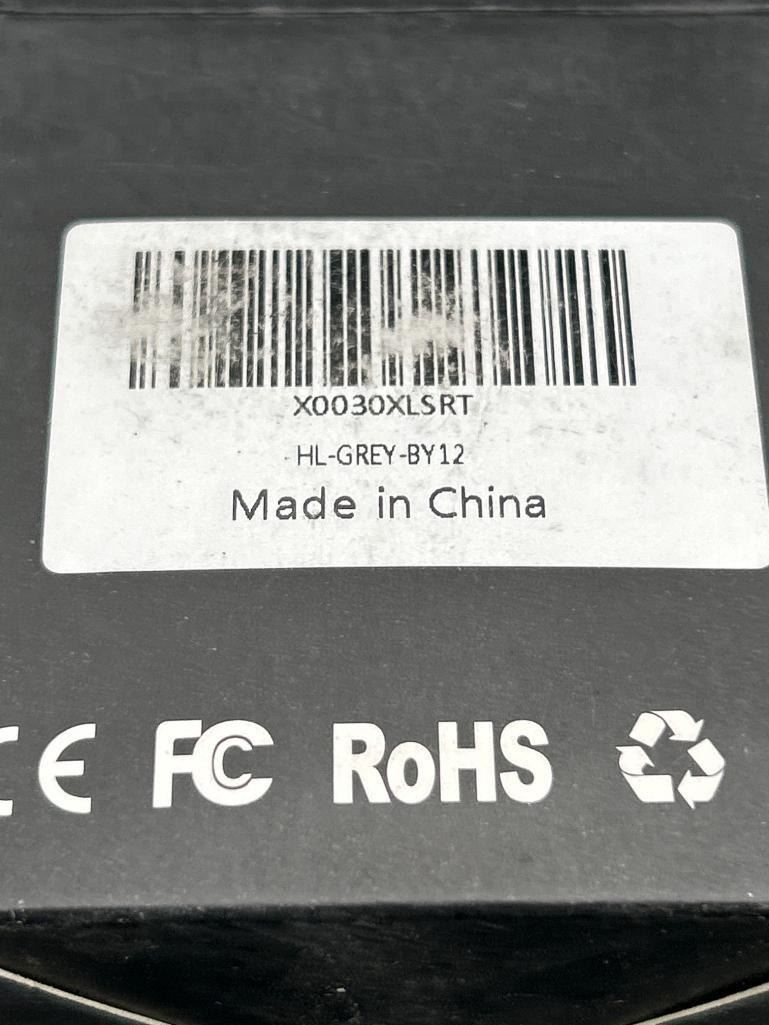 X0030XLSRT
HL-GREY-BY12
Made in China
CE FC RoHS